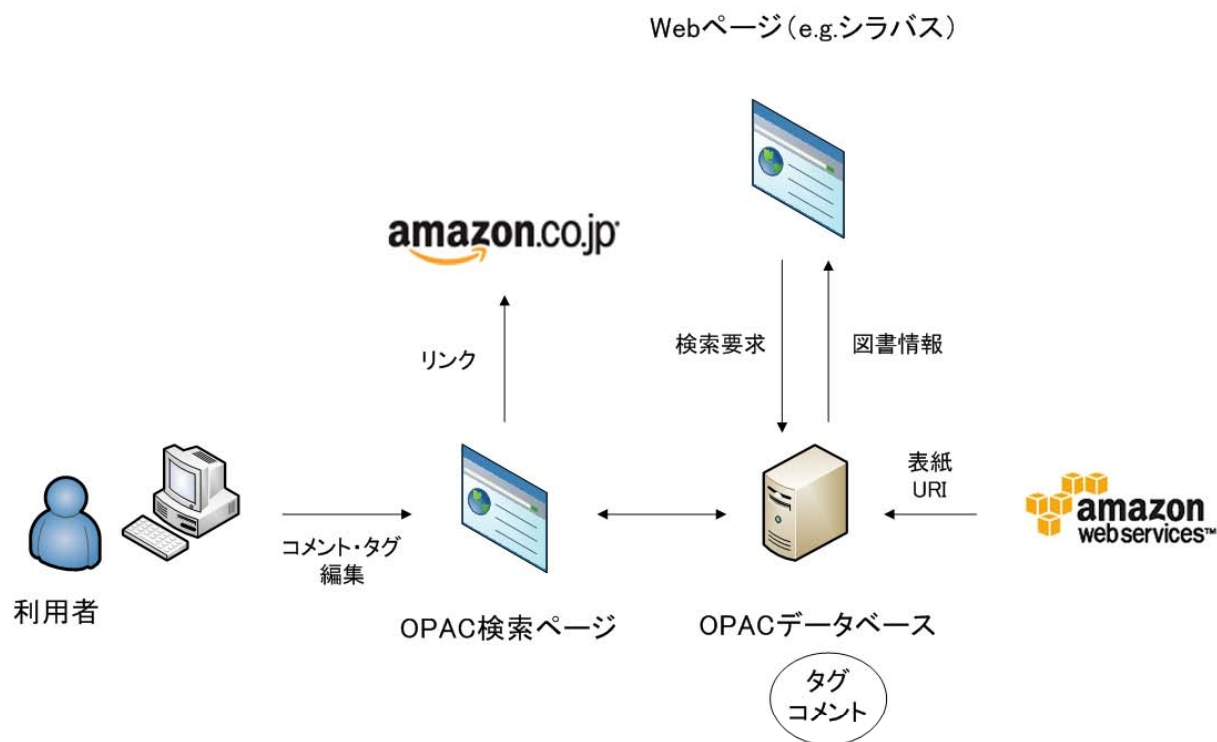 Webページ(e.g.シラバス)
amazon.co.jp
リンク
検索要求
図書情報
表紙
URI
amazon
webservices™
コメント・タグ
編集
利用者
OPAC検索ページ
OPACデータベース
タグ
コメント